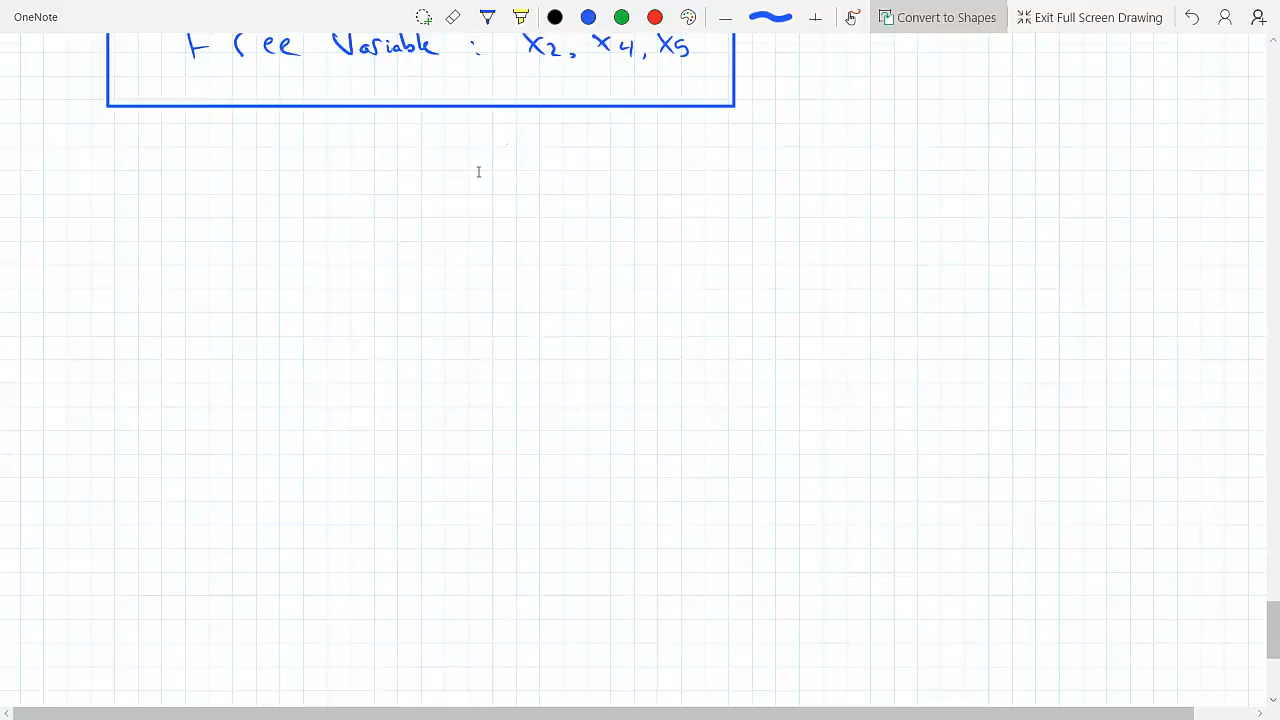 OneNote
Convert to Shapes
Exit Full Screen Drawing
Free Variable : x2, x4, x5